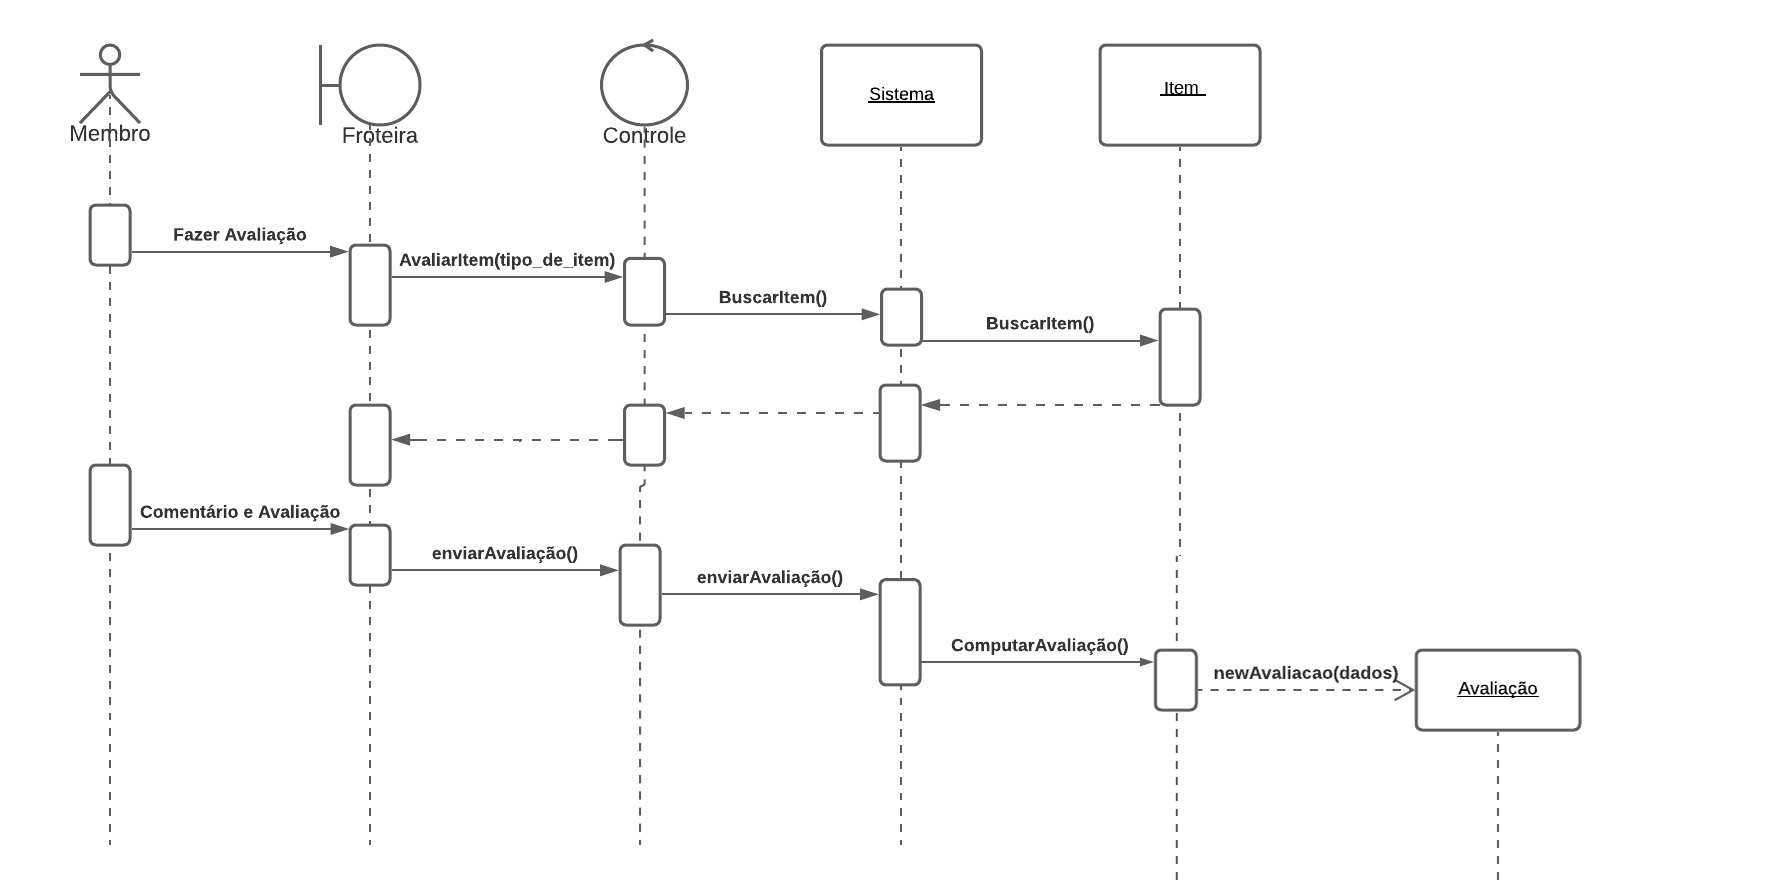 Membro
Froteira
Controle
Sistema
Item
Fazer Avaliação
AvaliarItem(tipo_de_item)
BuscarItem()
BuscarItem()
Comentário e Avaliação
enviarAvaliação()
enviarAvaliação()
ComputarAvaliação()
newAvaliacao(dados)
Avaliação